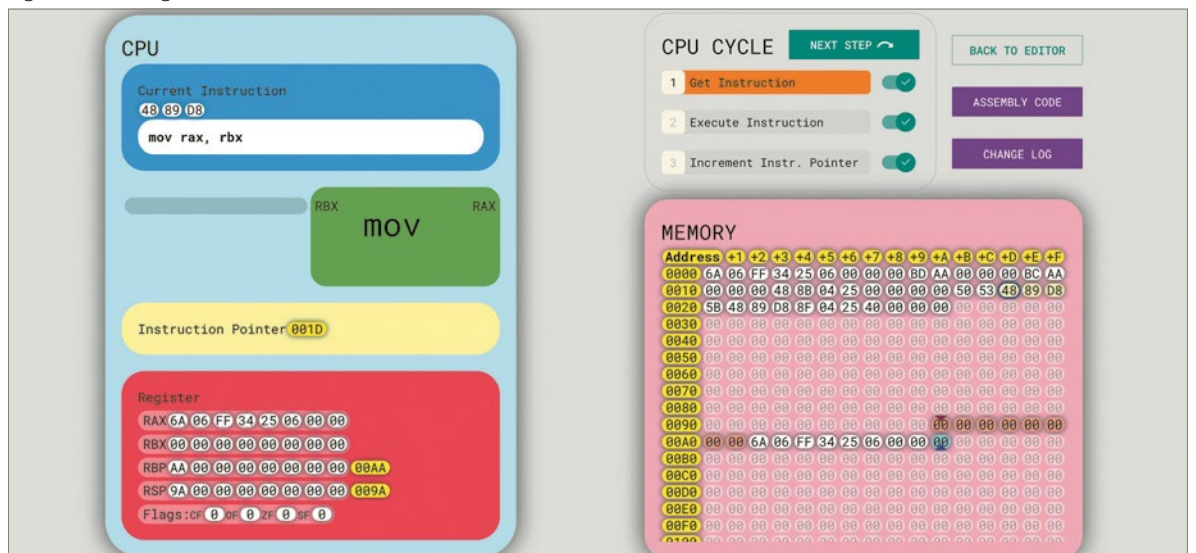 CPU
Current Instruction
48 89 D8
mov rax, rbx
RBX
RAX
mov
Instruction Pointer 001D
Register
RAX 6A 06 FF 34 25 06 00 00
RBX 00 00 00 00 00 00 00 00
RBP AA 00 00 00 00 00 00 00 00AA
RSP 9A 00 00 00 00 00 00 00 009A
Flags: CF 0 OF 0 ZF 0 SF 0
CPU CYCLE
NEXT STEP
1 Get Instruction
2 Execute Instruction
3 Increment Instr. Pointer
BACK TO EDITOR
ASSEMBLY CODE
CHANGE LOG
MEMORY
Address +1 +2 +3 +4 +5 +6 +7 +8 +9 +A +B +C +D +E +F
0000 6A 06 FF 34 25 06 00 00 00 BD AA 00 00 00 BC AA
0010 00 00 00 48 8B 04 25 00 00 00 00 50 53 48 89 D8
0020 5B 48 89 D8 8F 04 25 40 00 00 00 00 00 00 00 00
0030 00 00 00 00 00 00 00 00 00 00 00 00 00 00 00 00
0040 00 00 00 00 00 00 00 00 00 00 00 00 00 00 00 00
0050 00 00 00 00 00 00 00 00 00 00 00 00 00 00 00 00
0060 00 00 00 00 00 00 00 00 00 00 00 00 00 00 00 00
0070 00 00 00 00 00 00 00 00 00 00 00 00 00 00 00 00
0080 00 00 00 00 00 00 00 00 00 00 00 00 00 00 00 00
0090 00 00 00 00 00 00 00 00 00 00 00 00 00 00 00 00
00A0 00 00 6A 06 FF 34 25 06 00 00 00 00 00 00 00 00
00B0 00 00 00 00 00 00 00 00 00 00 00 00 00 00 00 00
00C0 00 00 00 00 00 00 00 00 00 00 00 00 00 00 00 00
00D0 00 00 00 00 00 00 00 00 00 00 00 00 00 00 00 00
00E0 00 00 00 00 00 00 00 00 00 00 00 00 00 00 00 00
00F0 00 00 00 00 00 00 00 00 00 00 00 00 00 00 00 00